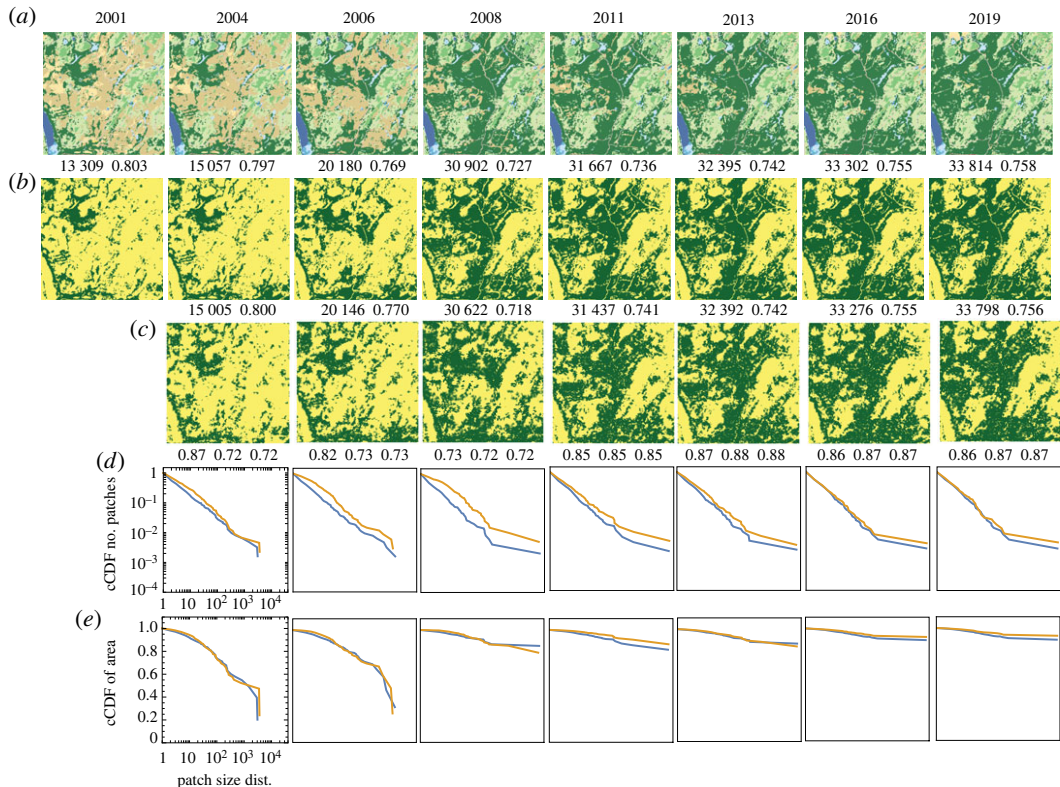 (a) 2001 2004 2006 2008 2011 2013 2016 2019
13 309 0.803 15 057 0.797 20 180 0.769 30 902 0.727 31 667 0.736 32 395 0.742 33 302 0.755 33 814 0.758
(b)
15 005 0.800 20 146 0.770 30 622 0.718 31 437 0.741 32 392 0.742 33 276 0.755 33 798 0.756
(c)
0.87 0.72 0.72 0.82 0.73 0.73 0.73 0.72 0.72 0.85 0.85 0.85 0.87 0.88 0.88 0.86 0.87 0.87 0.86 0.87 0.87
(d)
cCDF no. patches
1
10⁻¹
10⁻²
10⁻³
10⁻⁴
1 10 10² 10³ 10⁴
(e)
cCDF of area
1.0
0.8
0.6
0.4
0.2
0
1 10 10² 10³ 10⁴
patch size dist.